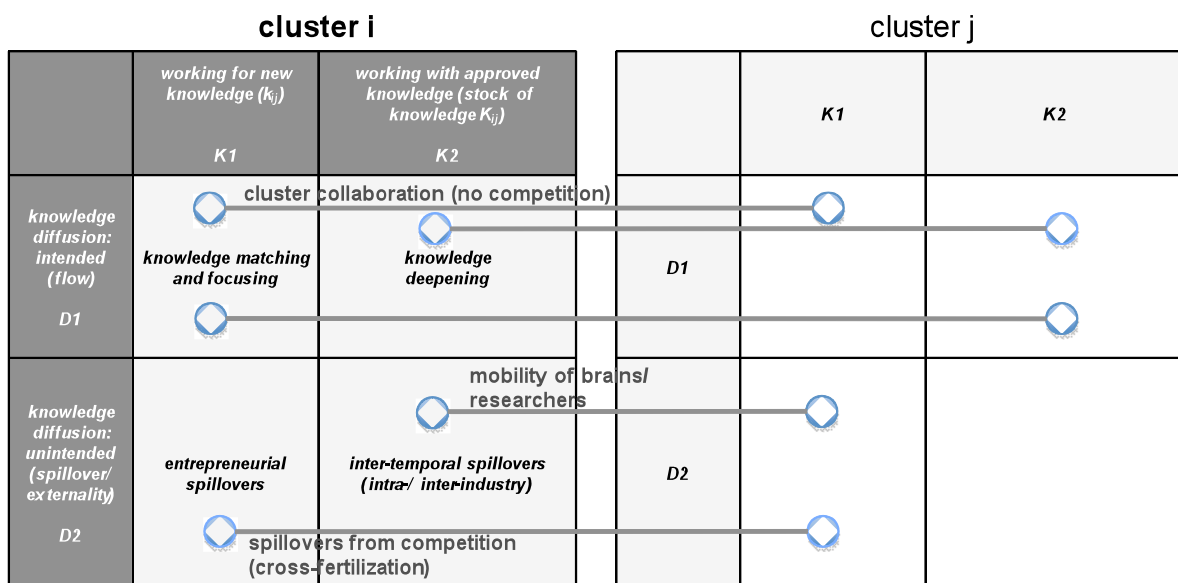 cluster i
cluster j
working for new
knowledge (k_ij)
K1
working with approved
knowledge (stock of
knowledge K_ij)
K2
K1
K2
knowledge
diffusion:
intended
(flow)
D1
cluster collaboration (no competition)
knowledge matching
and focusing
knowledge
deepening
D1
knowledge
diffusion:
unintended
(spillover/
externality)
D2
mobility of brains/
researchers
entrepreneurial
spillovers
inter-temporal spillovers
(intra-/ inter-industry)
D2
spillovers from competition
(cross-fertilization)